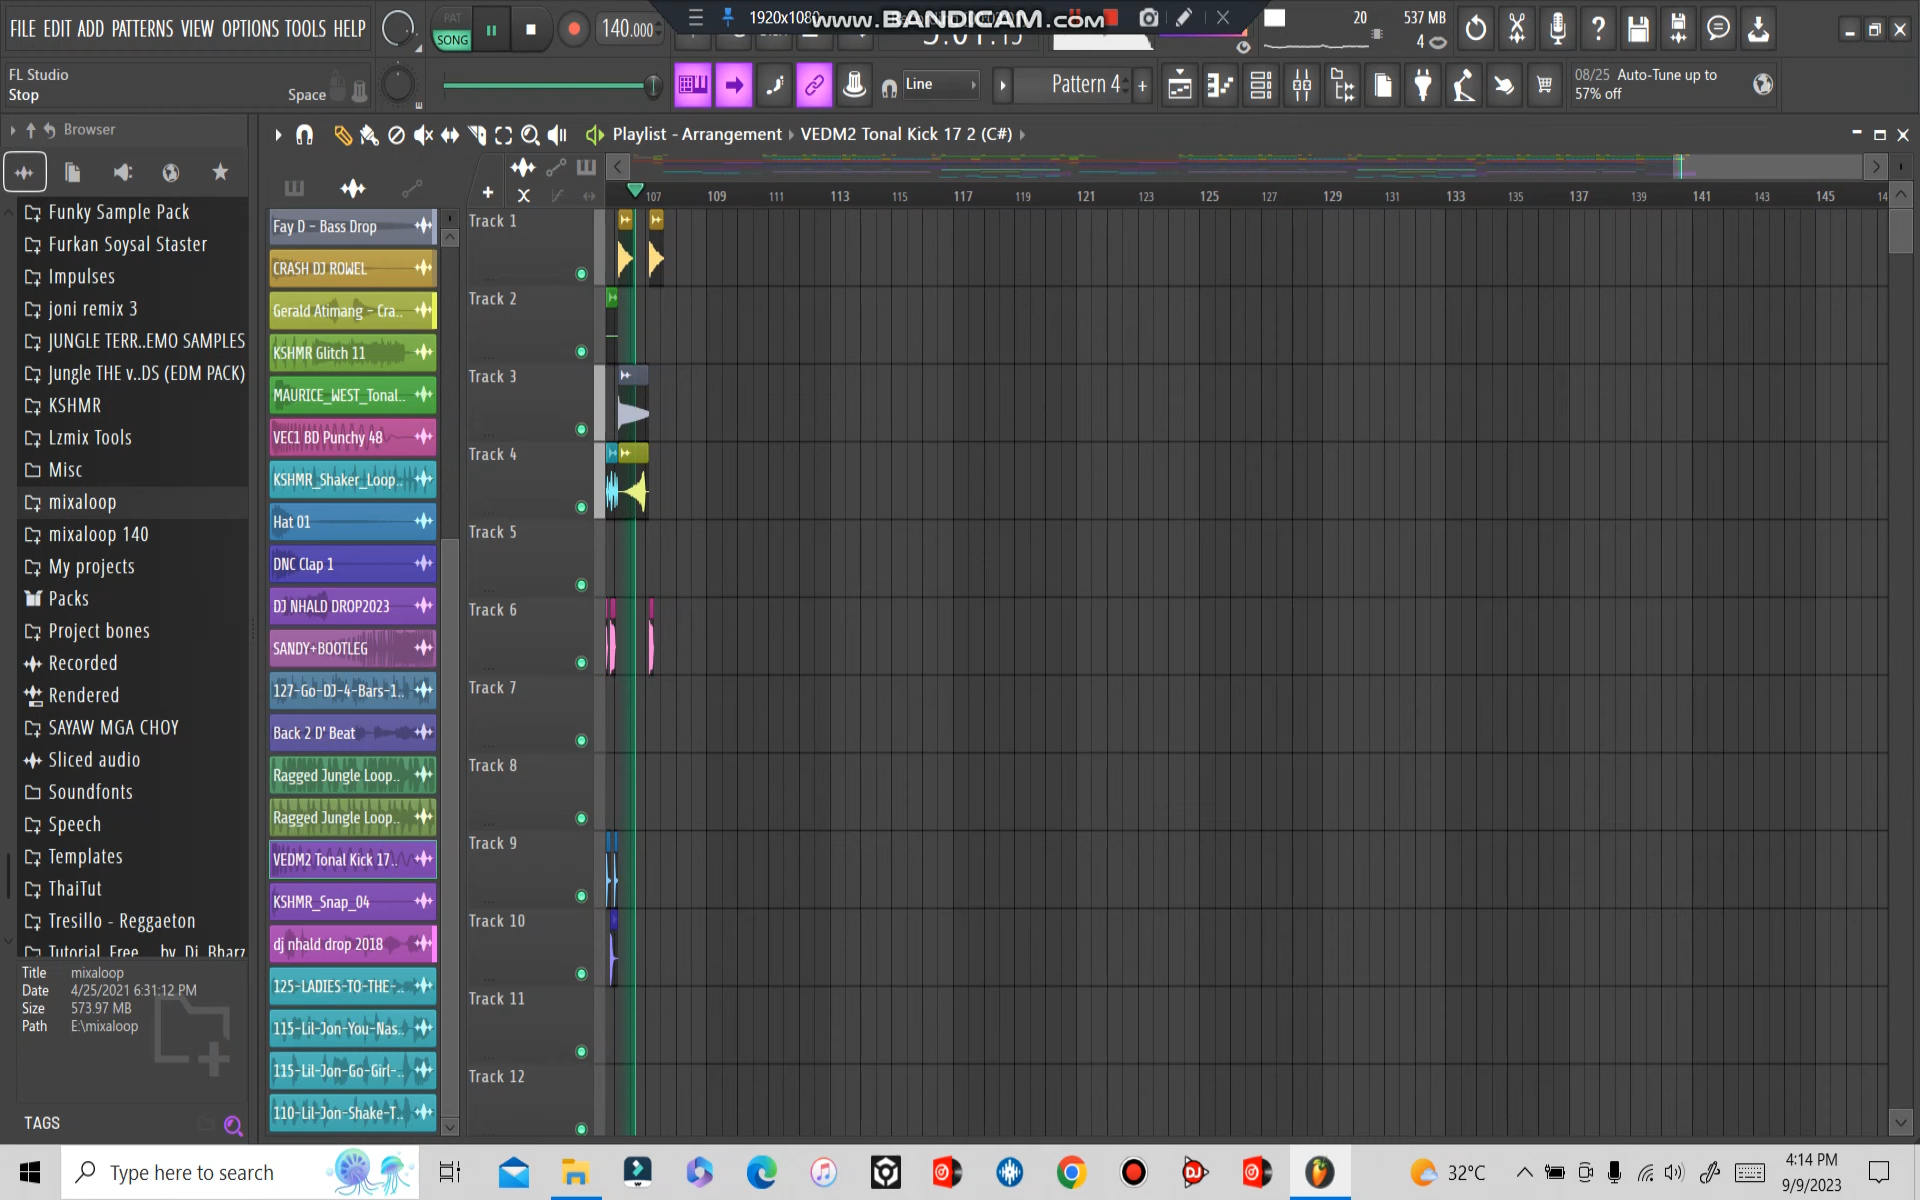 FILE EDIT ADD PATTERNS VIEW OPTIONS TOOLS HELP
PAT
SONG
140.000
1920x108
www.BANDICAM.com
20
537 MB
4
FL Studio
Stop
Space
Line
Pattern 4
08/25 Auto-Tune up to
57% off
Browser
Playlist - Arrangement
VEDM2 Tonal Kick 17 2 (C#)
107
109
111
113
115
117
119
121
123
125
127
129
131
133
135
137
139
141
143
145
14
Funky Sample Pack
Furkan Soysal Staster
Impulses
joni remix 3
JUNGLE TERR..EMO SAMPLES
Jungle THE v..DS (EDM PACK)
KSHMR
Lzmix Tools
Misc
mixaloop
mixaloop 140
My projects
Packs
Project bones
Recorded
Rendered
SAYAW MGA CHOY
Sliced audio
Soundfonts
Speech
Templates
ThaiTut
Tresillo - Reggaeton
Tutorial Free
by Dj Rharz
Title mixaloop
Date 4/25/2021 6:31:12 PM
Size 573.97 MB
Path E:\mixaloop
TAGS
Fay D - Bass Drop
CRASH DJ ROWEL
Gerald Atimang - Cra..
KSHMR Glitch 11
MAURICE_WEST_Tonal..
VEC1 BD Punchy 48
KSHMR_Shaker_Loop..
Hat 01
DNC Clap 1
DJ NHALD DROP2023
SANDY+BOOTLEG
127-Go-DJ-4-Bars-1..
Back 2 D' Beat
Ragged Jungle Loop..
Ragged Jungle Loop..
VEDM2 Tonal Kick 17..
KSHMR_Snap_04
dj nhald drop 2018
125-LADIES-TO-THE-..
115-Lil-Jon-You-Nas..
115-Lil-Jon-Go-Girl-..
110-Lil-Jon-Shake-T..
Track 1
Track 2
Track 3
Track 4
Track 5
Track 6
Track 7
Track 8
Track 9
Track 10
Track 11
Track 12
Type here to search
32°C
4:14 PM
9/9/2023